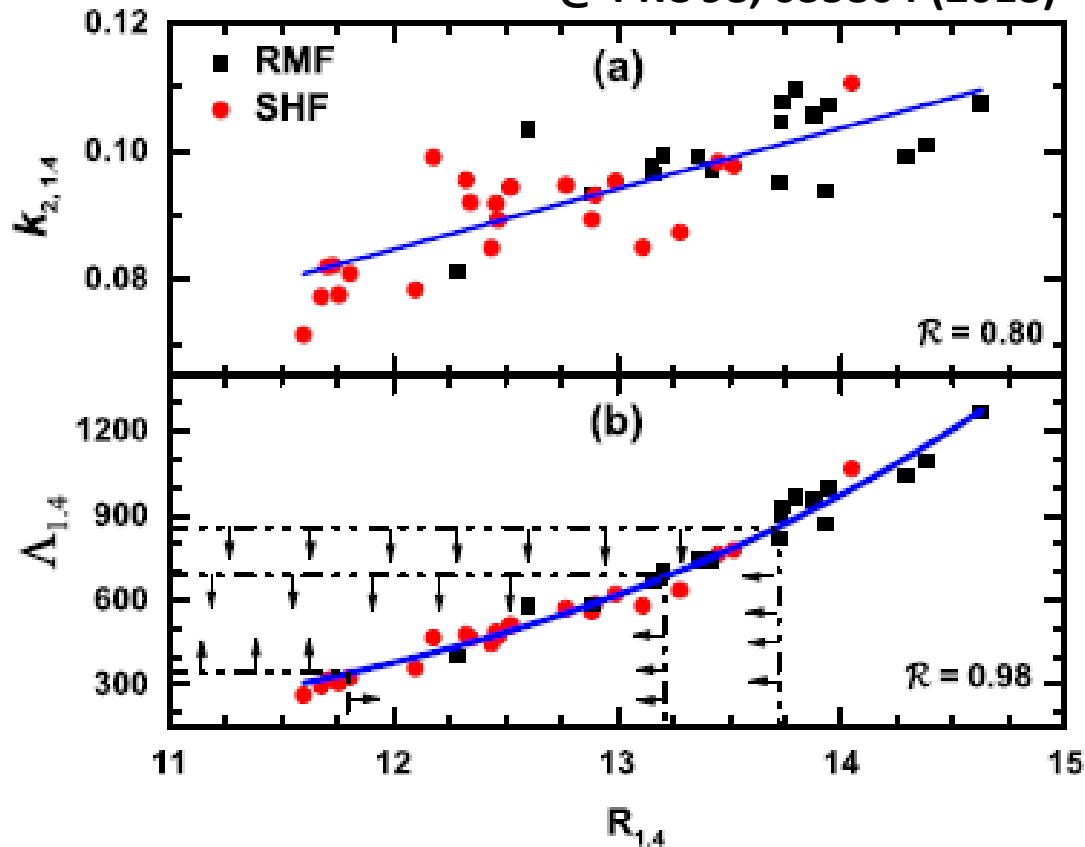 0.12
RMF
SHF
(a)
0.10
k2, 1.4
0.08
R = 0.80
(b)
1200
900
Λ1.4
600
300
R = 0.98
11 12 13 14 15
R1.4